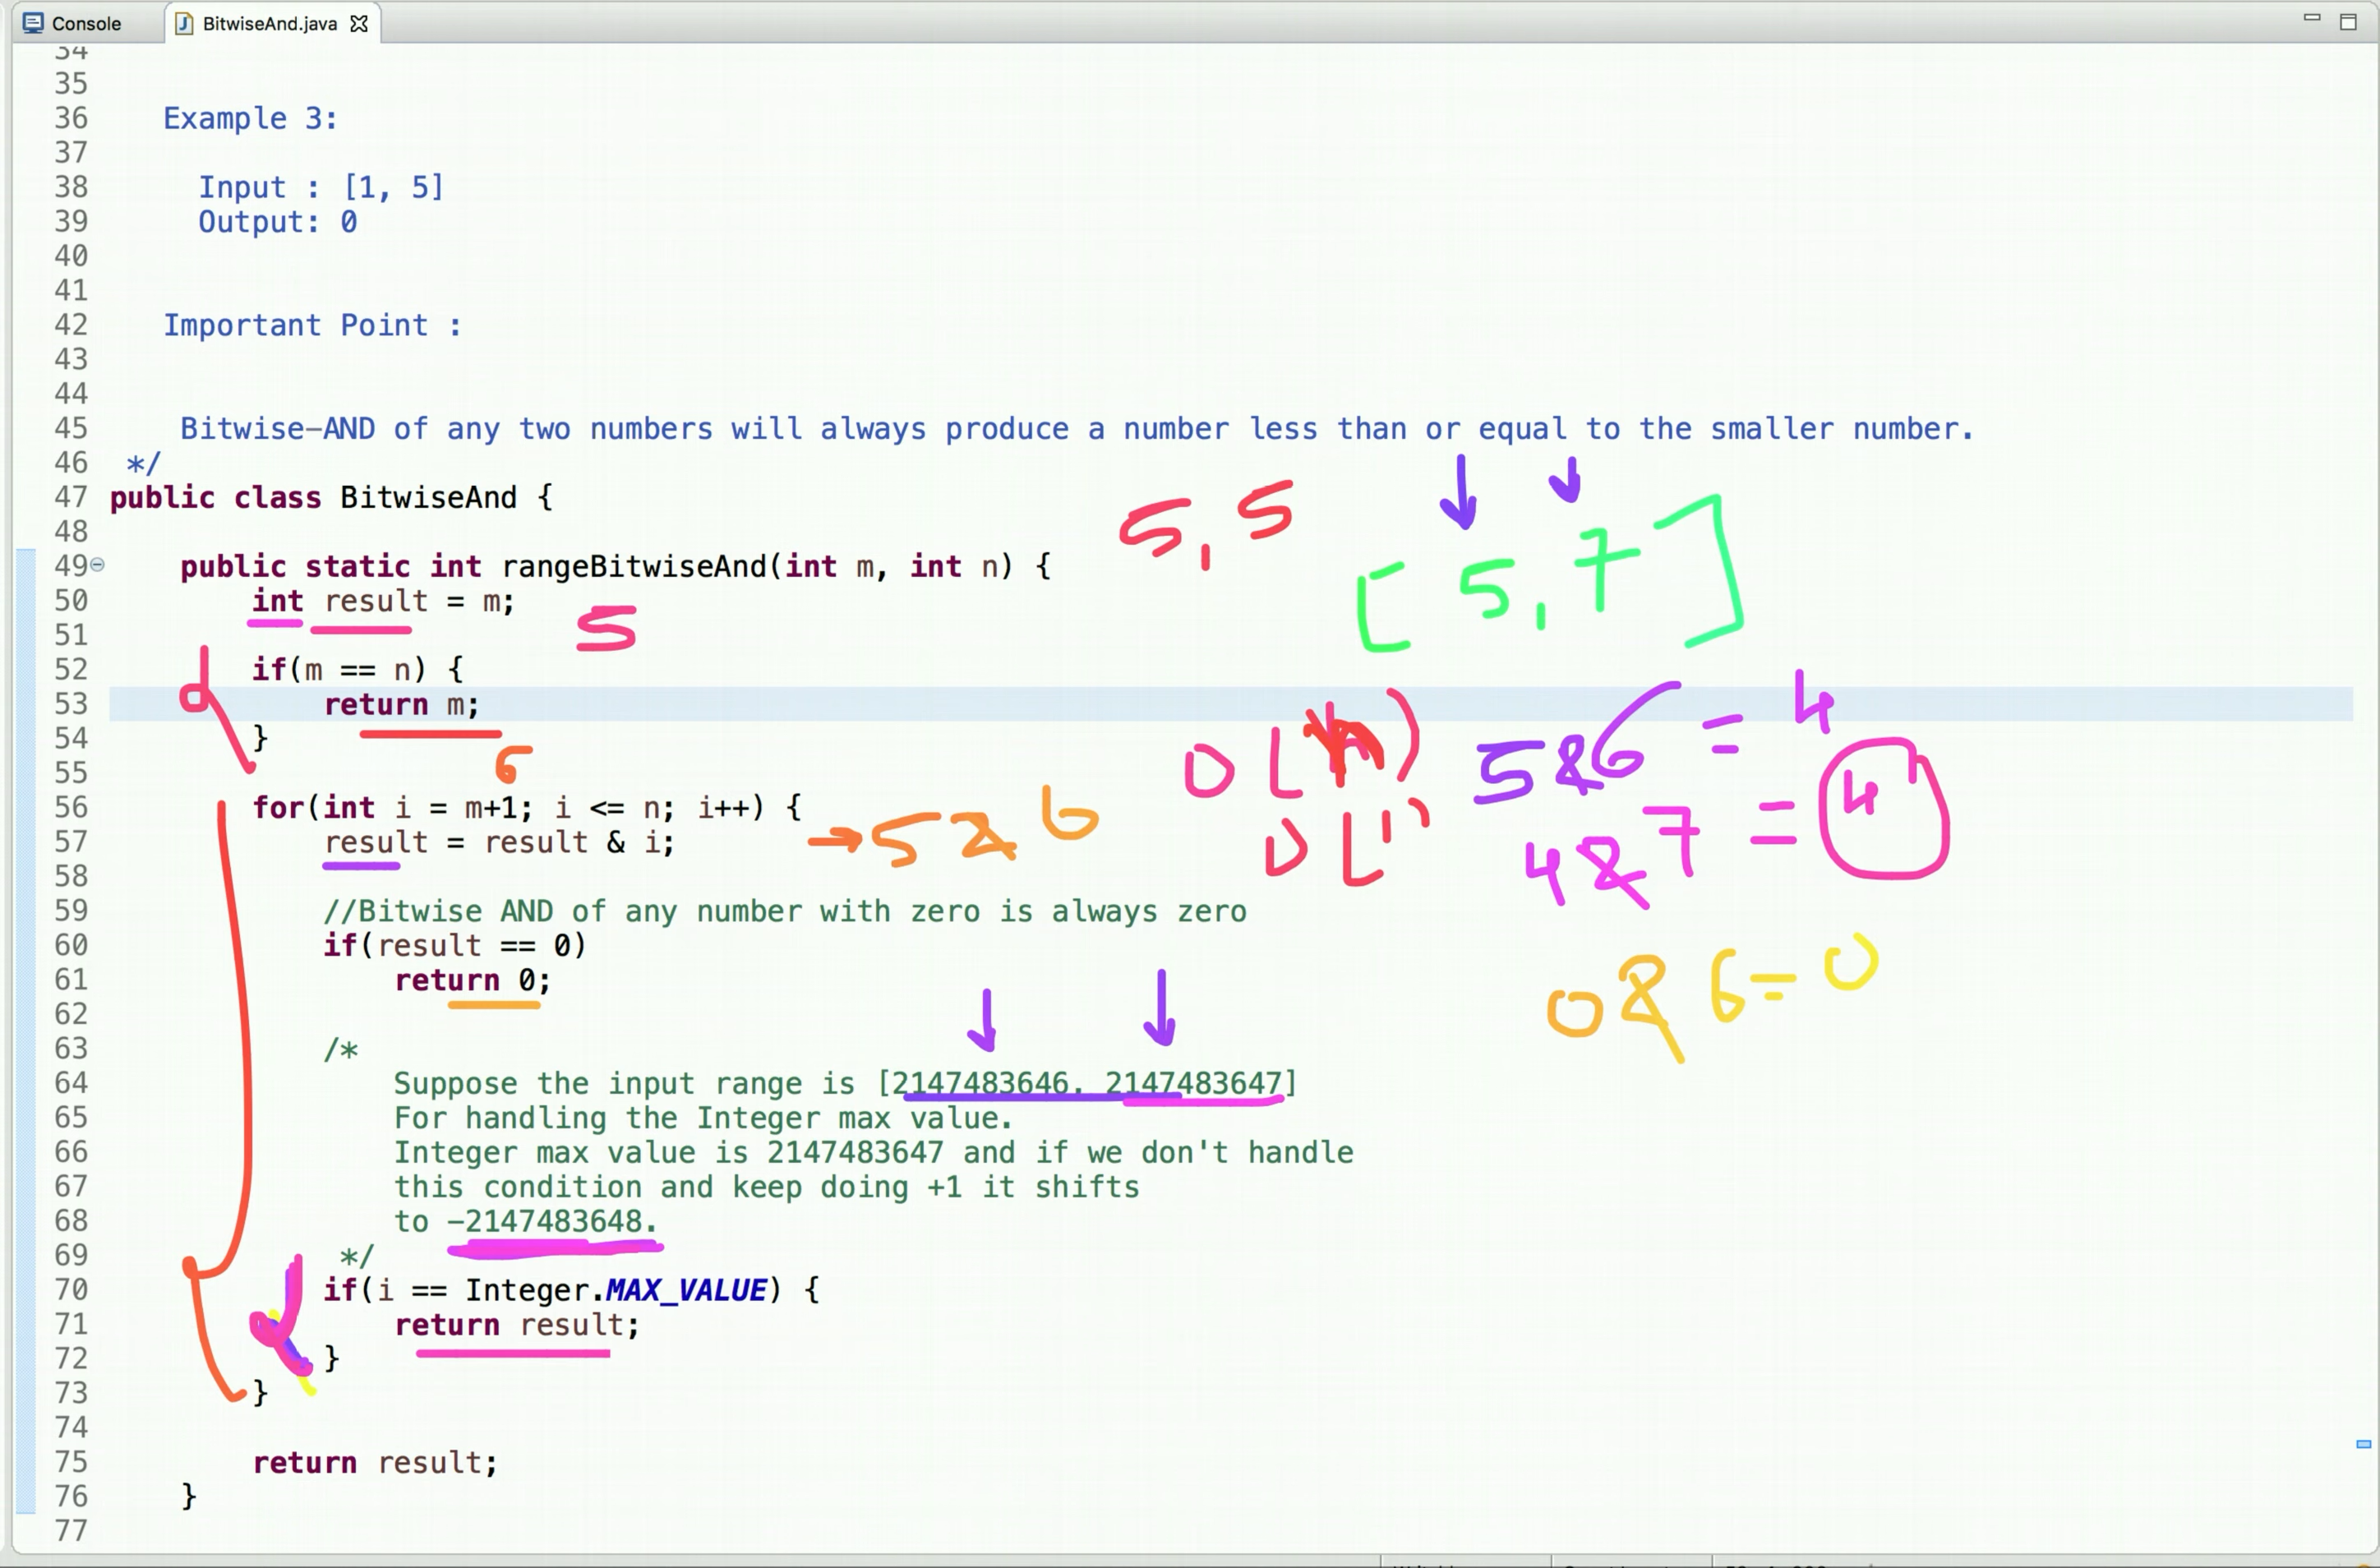 Console BitwiseAnd.java
34
35
36 Example 3:
37
38 Input : [1, 5]
39 Output: 0
40
41
42 Important Point :
43
44
45 Bitwise-AND of any two numbers will always produce a number less than or equal to the smaller number.
46 */
47 public class BitwiseAnd {
48
5,5
49 public static int rangeBitwiseAnd(int m, int n) {
[5,7]
50 int result = m;
5
51
52 if(m == n) {
53 return m;
54 }
5&6 = 4
55
6
O(n)
56 for(int i = m+1; i <= n; i++) {
57 result = result & i;
→ 5&6
O(1)
4&7 = 4
58
59 //Bitwise AND of any number with zero is always zero
60 if(result == 0)
61 return 0;
0&6=0
62
63 /*
64 Suppose the input range is [2147483646. 2147483647]
65 For handling the Integer max value.
66 Integer max value is 2147483647 and if we don't handle
67 this condition and keep doing +1 it shifts
68 to -2147483648.
69 */
70 if(i == Integer.MAX_VALUE) {
71 return result;
72 }
73 }
74
75 return result;
76 }
77